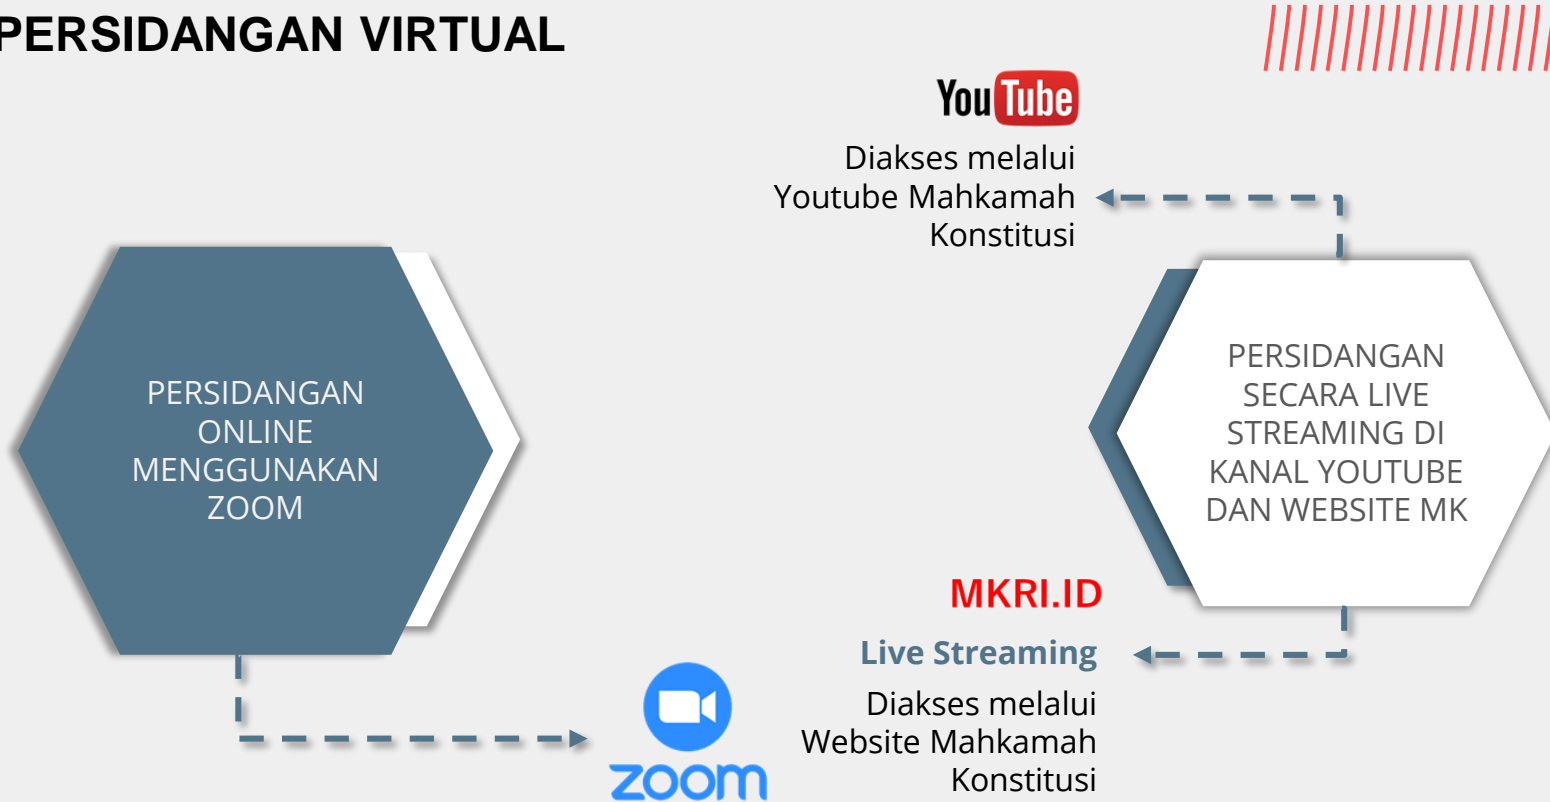 PERSIDANGAN VIRTUAL
YouTube
Diakses melalui
Youtube Mahkamah
Konstitusi
PERSIDANGAN
ONLINE
MENGGUNAKAN
ZOOM
PERSIDANGAN
SECARA LIVE
STREAMING DI
KANAL YOUTUBE
DAN WEBSITE MK
MKRI.ID
Live Streaming
Diakses melalui
Website Mahkamah
Konstitusi
zoom